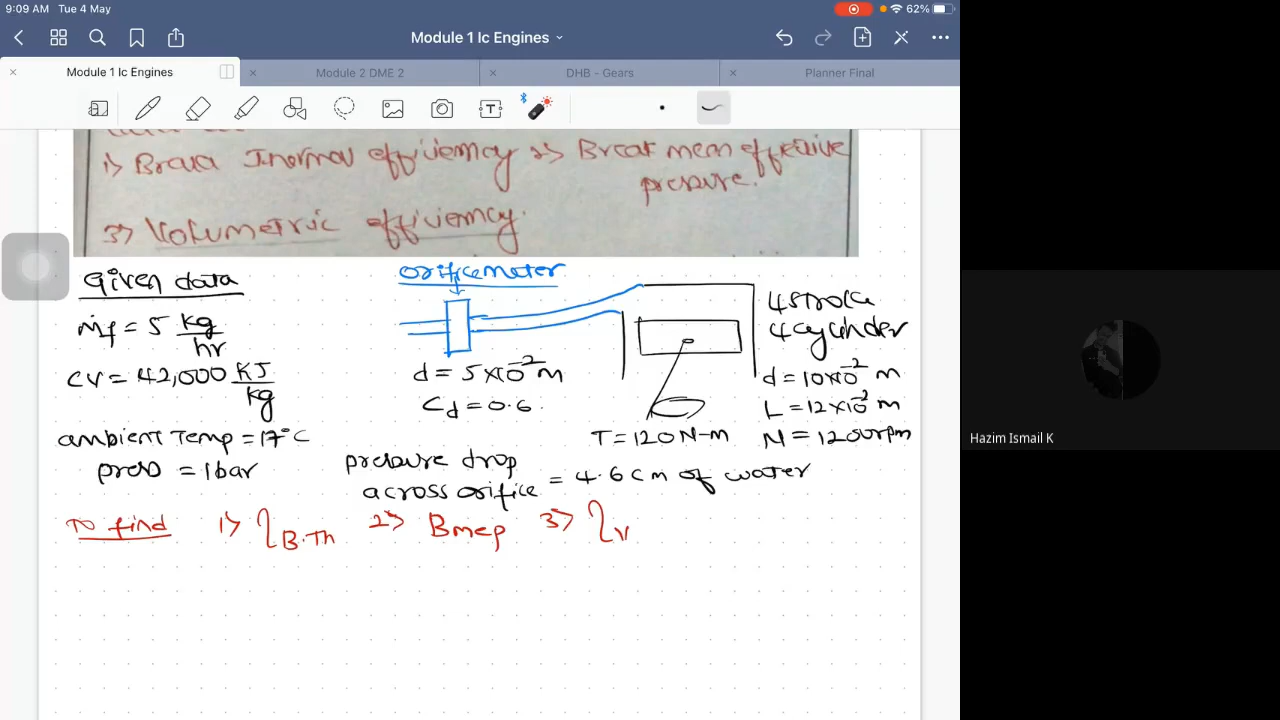 9:09 AM Tue 4 May
62%
Module 1 Ic Engines
Module 1 Ic Engines
Module 2 DME 2
DHB - Gears
Planner Final
1) Brake Thermal efficiency 2) Break mean effective
pressure.
3) Volumetric efficiency.
Given data
ṁf = 5 kg/hr
CV = 42,000 KJ/kg
ambient Temp = 17°C
press = 1 bar
orificemeter
d = 5×10⁻² m
Cd = 0.6
pressure drop
across orifice = 4.6 cm of water
4 stroke
4 cylinder
d = 10×10⁻² m
L = 12×10⁻² m
T = 120 N-m
N = 1200 rpm
To find 1) η B.Th 2) Bmep 3) ηv
Hazim Ismail K